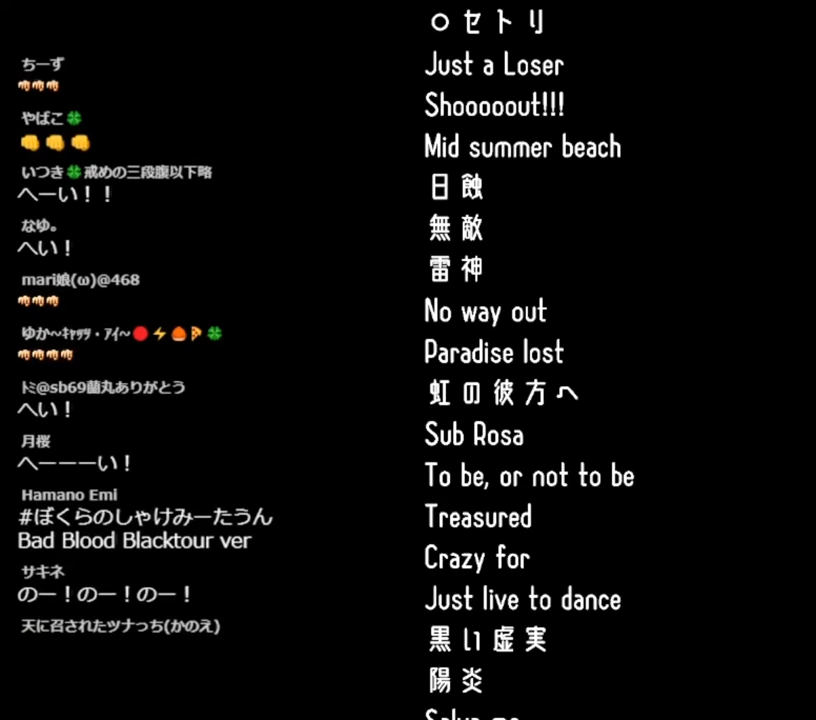 ちーず
👊👊👊
やばこ🍀
👊👊👊
いつき🍀戒めの三段腹以下略
へーい！！
なゆ。
へい！
mari娘(ω)@468
👊👊👊
ゆか〜ｷｬｯﾂ・ｱｲ〜🔴⚡🌰🍕🍀
👊👊👊👊
ﾄﾐ@sb69蘭丸ありがとう
へい！
月桜
へーーーい！
Hamano Emi
#ぼくらのしゃけみーたうん
Bad Blood Blacktour ver
サキネ
のー！のー！のー！
天に召されたツナっち(かのえ)
○セトリ
Just a Loser
Shooooout!!!
Mid summer beach
日蝕
無敵
雷神
No way out
Paradise lost
虹の彼方へ
Sub Rosa
To be, or not to be
Treasured
Crazy for
Just live to dance
黒い虚実
陽炎